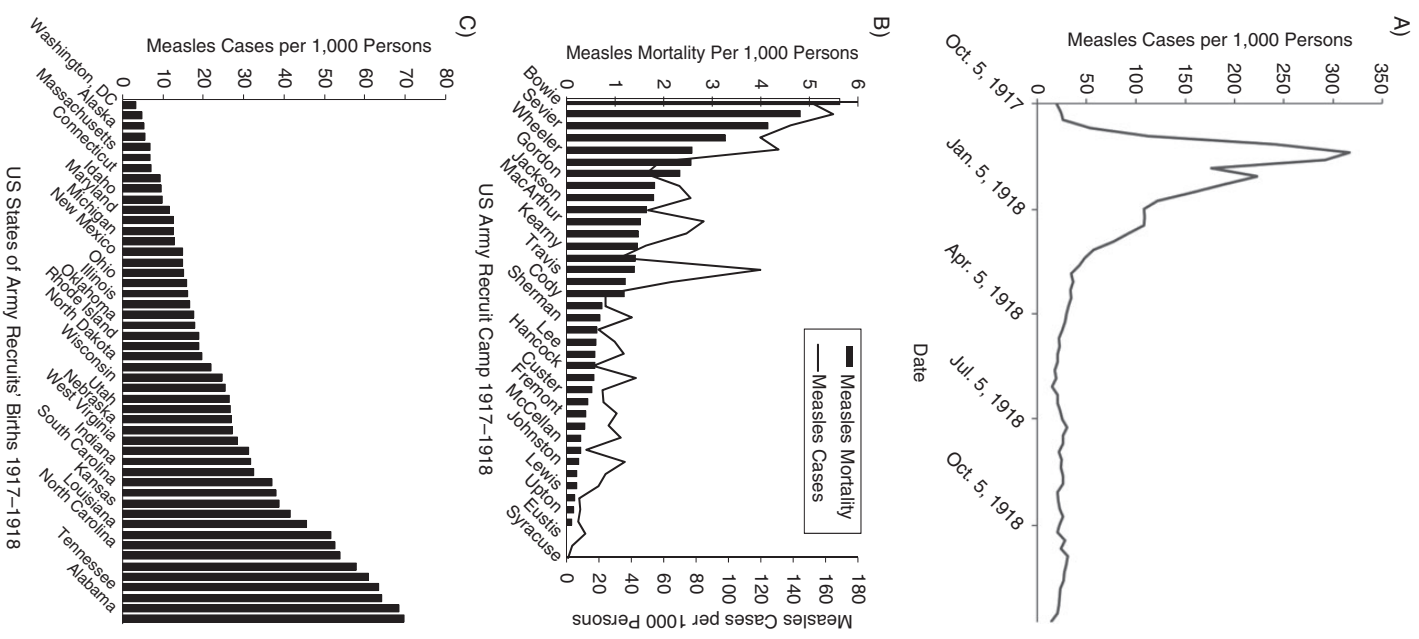 A)
Measles Cases per 1,000 Persons
350
300
250
200
150
100
50
0
Oct. 5, 1917
Jan. 5, 1918
Apr. 5, 1918
Jul. 5, 1918
Oct. 5, 1918
Date
B)
Measles Mortality Per 1,000 Persons
6
5
4
3
2
1
0
Measles Mortality
Measles Cases
180
160
140
120
100
80
60
40
20
0
Measles Cases per 1000 Persons
Bowie
Sevier
Wheeler
Gordon
Jackson
MacArthur
Kearny
Travis
Cody
Sherman
Lee
Hancock
Custer
Fremont
McCellan
Johnston
Lewis
Upton
Eustis
Syracuse
US Army Recruit Camp 1917–1918
C)
Measles Cases per 1,000 Persons
80
70
60
50
40
30
20
10
0
Washington, DC
Alaska
Massachusetts
Connecticut
Idaho
Maryland
Michigan
New Mexico
Ohio
Illinois
Oklahoma
Rhode Island
North Dakota
Wisconsin
Utah
Nebraska
West Virginia
Indiana
South Carolina
Kansas
Louisiana
North Carolina
Tennessee
Alabama
US States of Army Recruits' Births 1917–1918